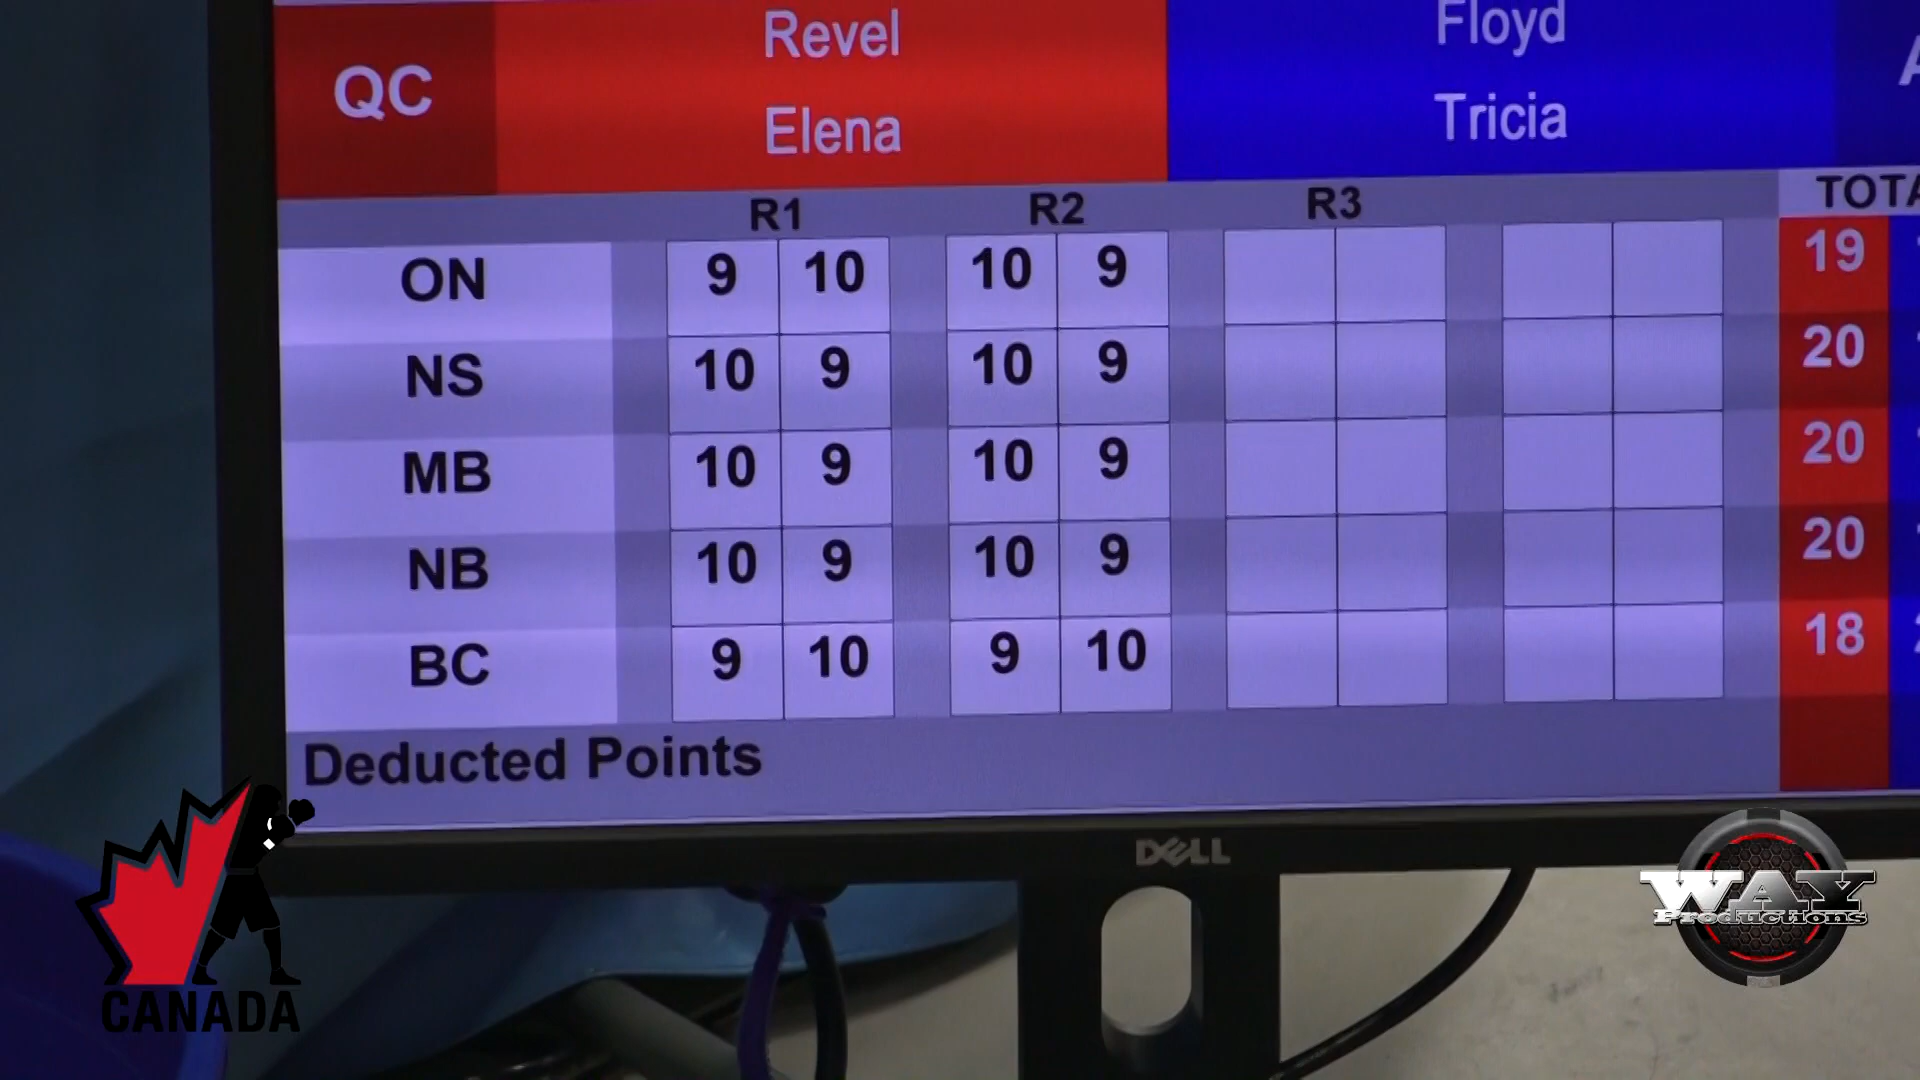 QC
Revel
Elena
Floyd
Tricia
R1 R2 R3
ON 9 10 10 9 19
NS 10 9 10 9 20
MB 10 9 10 9 20
NB 10 9 10 9 20
BC 9 10 9 10 18
Deducted Points
DELL
CANADA
WAY
Productions